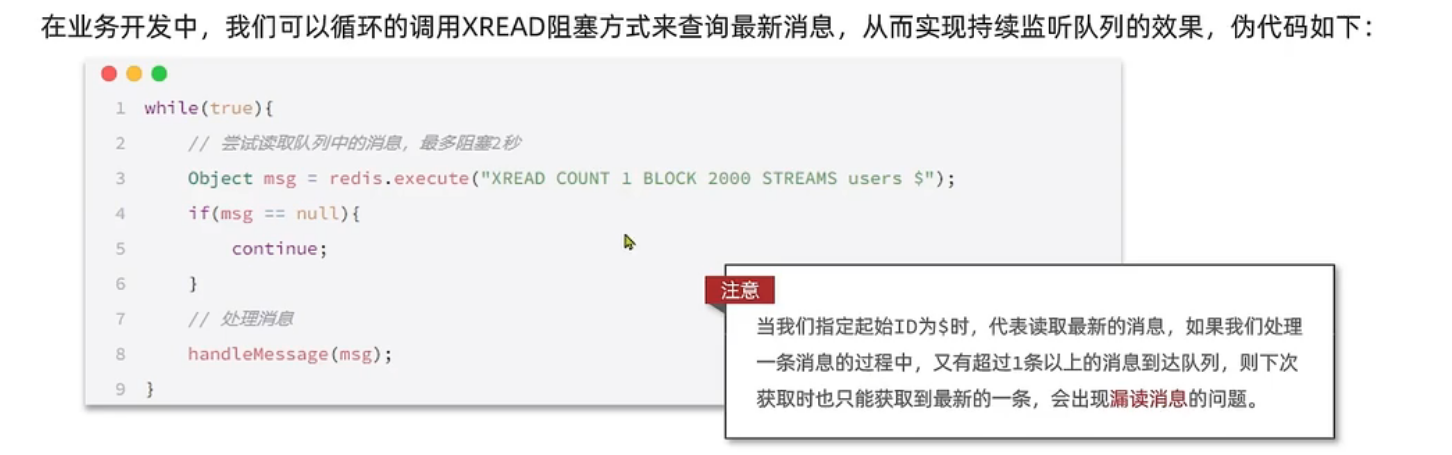 在业务开发中，我们可以循环的调用XREAD阻塞方式来查询最新消息，从而实现持续监听队列的效果，伪代码如下：
1 while(true){
2 // 尝试读取队列中的消息，最多阻塞2秒
3 Object msg = redis.execute("XREAD COUNT 1 BLOCK 2000 STREAMS users $");
4 if(msg == null){
5 continue;
6 }
7 // 处理消息
8 handleMessage(msg);
9 }
注意
当我们指定起始ID为$时，代表读取最新的消息，如果我们处理
一条消息的过程中，又有超过1条以上的消息到达队列，则下次
获取时也只能获取到最新的一条，会出现漏读消息的问题。